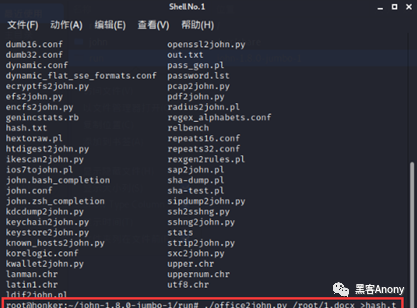 Shell No. 1
文件(F) 动作(A) 编辑(E) 查看(V) 帮助(H)
dumb16.conf openssl2john.py
dumb32.conf out.txt
dynamic.conf pass_gen.pl
dynamic_flat_sse_formats.conf password.lst
ecryptfs2john.py pcap2john.py
efs2john.py pdf2john.py
encfs2john.py radius2john.pl
genincstats.rb regex_alphabets.conf
hash.txt relbench
hextoraw.pl repeats16.conf
htdigest2john.py repeats32.conf
ikescan2john.py rexgen2rules.pl
ios7tojohn.pl sap2john.pl
john.bash_completion sha-dump.pl
john.conf sha-test.pl
john.zsh_completion sipdump2john.py
kdcdump2john.py ssh2sshng.py
keychain2john.py sshng2john.py
keystore2john.py stats
known_hosts2john.py strip2john.py
korelogic.conf sxc2john.py
kwallet2john.py upper.chr
lanman.chr uppernum.chr
latin1.chr utf8.chr
ldif2john.pl
root@honker:~/john-1.8.0-jumbo-1/run# ./office2john.py /root/1.docx >hash.t
黑客Anony